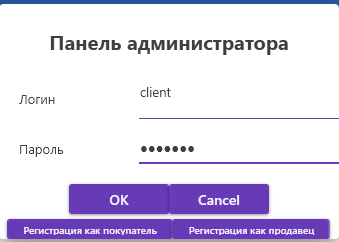 Панель администратора
Логин client
Пароль •••••••
OK Cancel
Регистрация как покупатель Регистрация как продавец